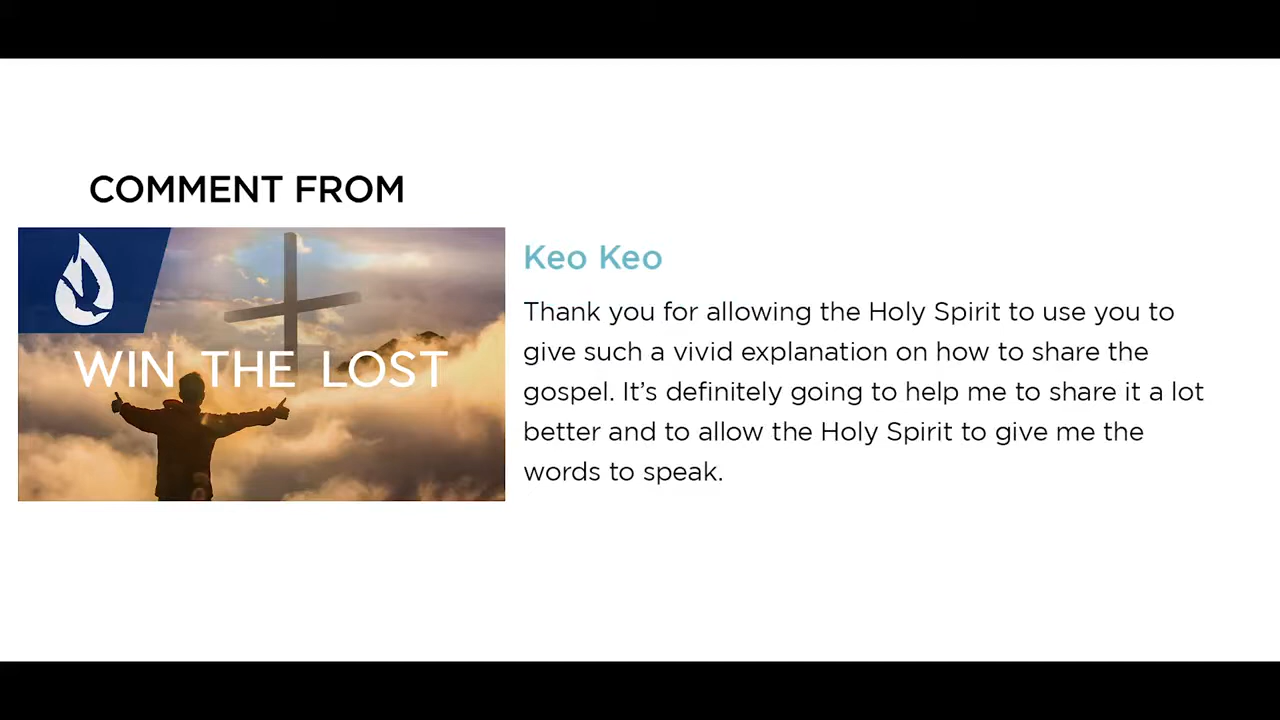 COMMENT FROM
WIN THE LOST
Keo Keo
Thank you for allowing the Holy Spirit to use you to
give such a vivid explanation on how to share the
gospel. It’s definitely going to help me to share it a lot
better and to allow the Holy Spirit to give me the
words to speak.